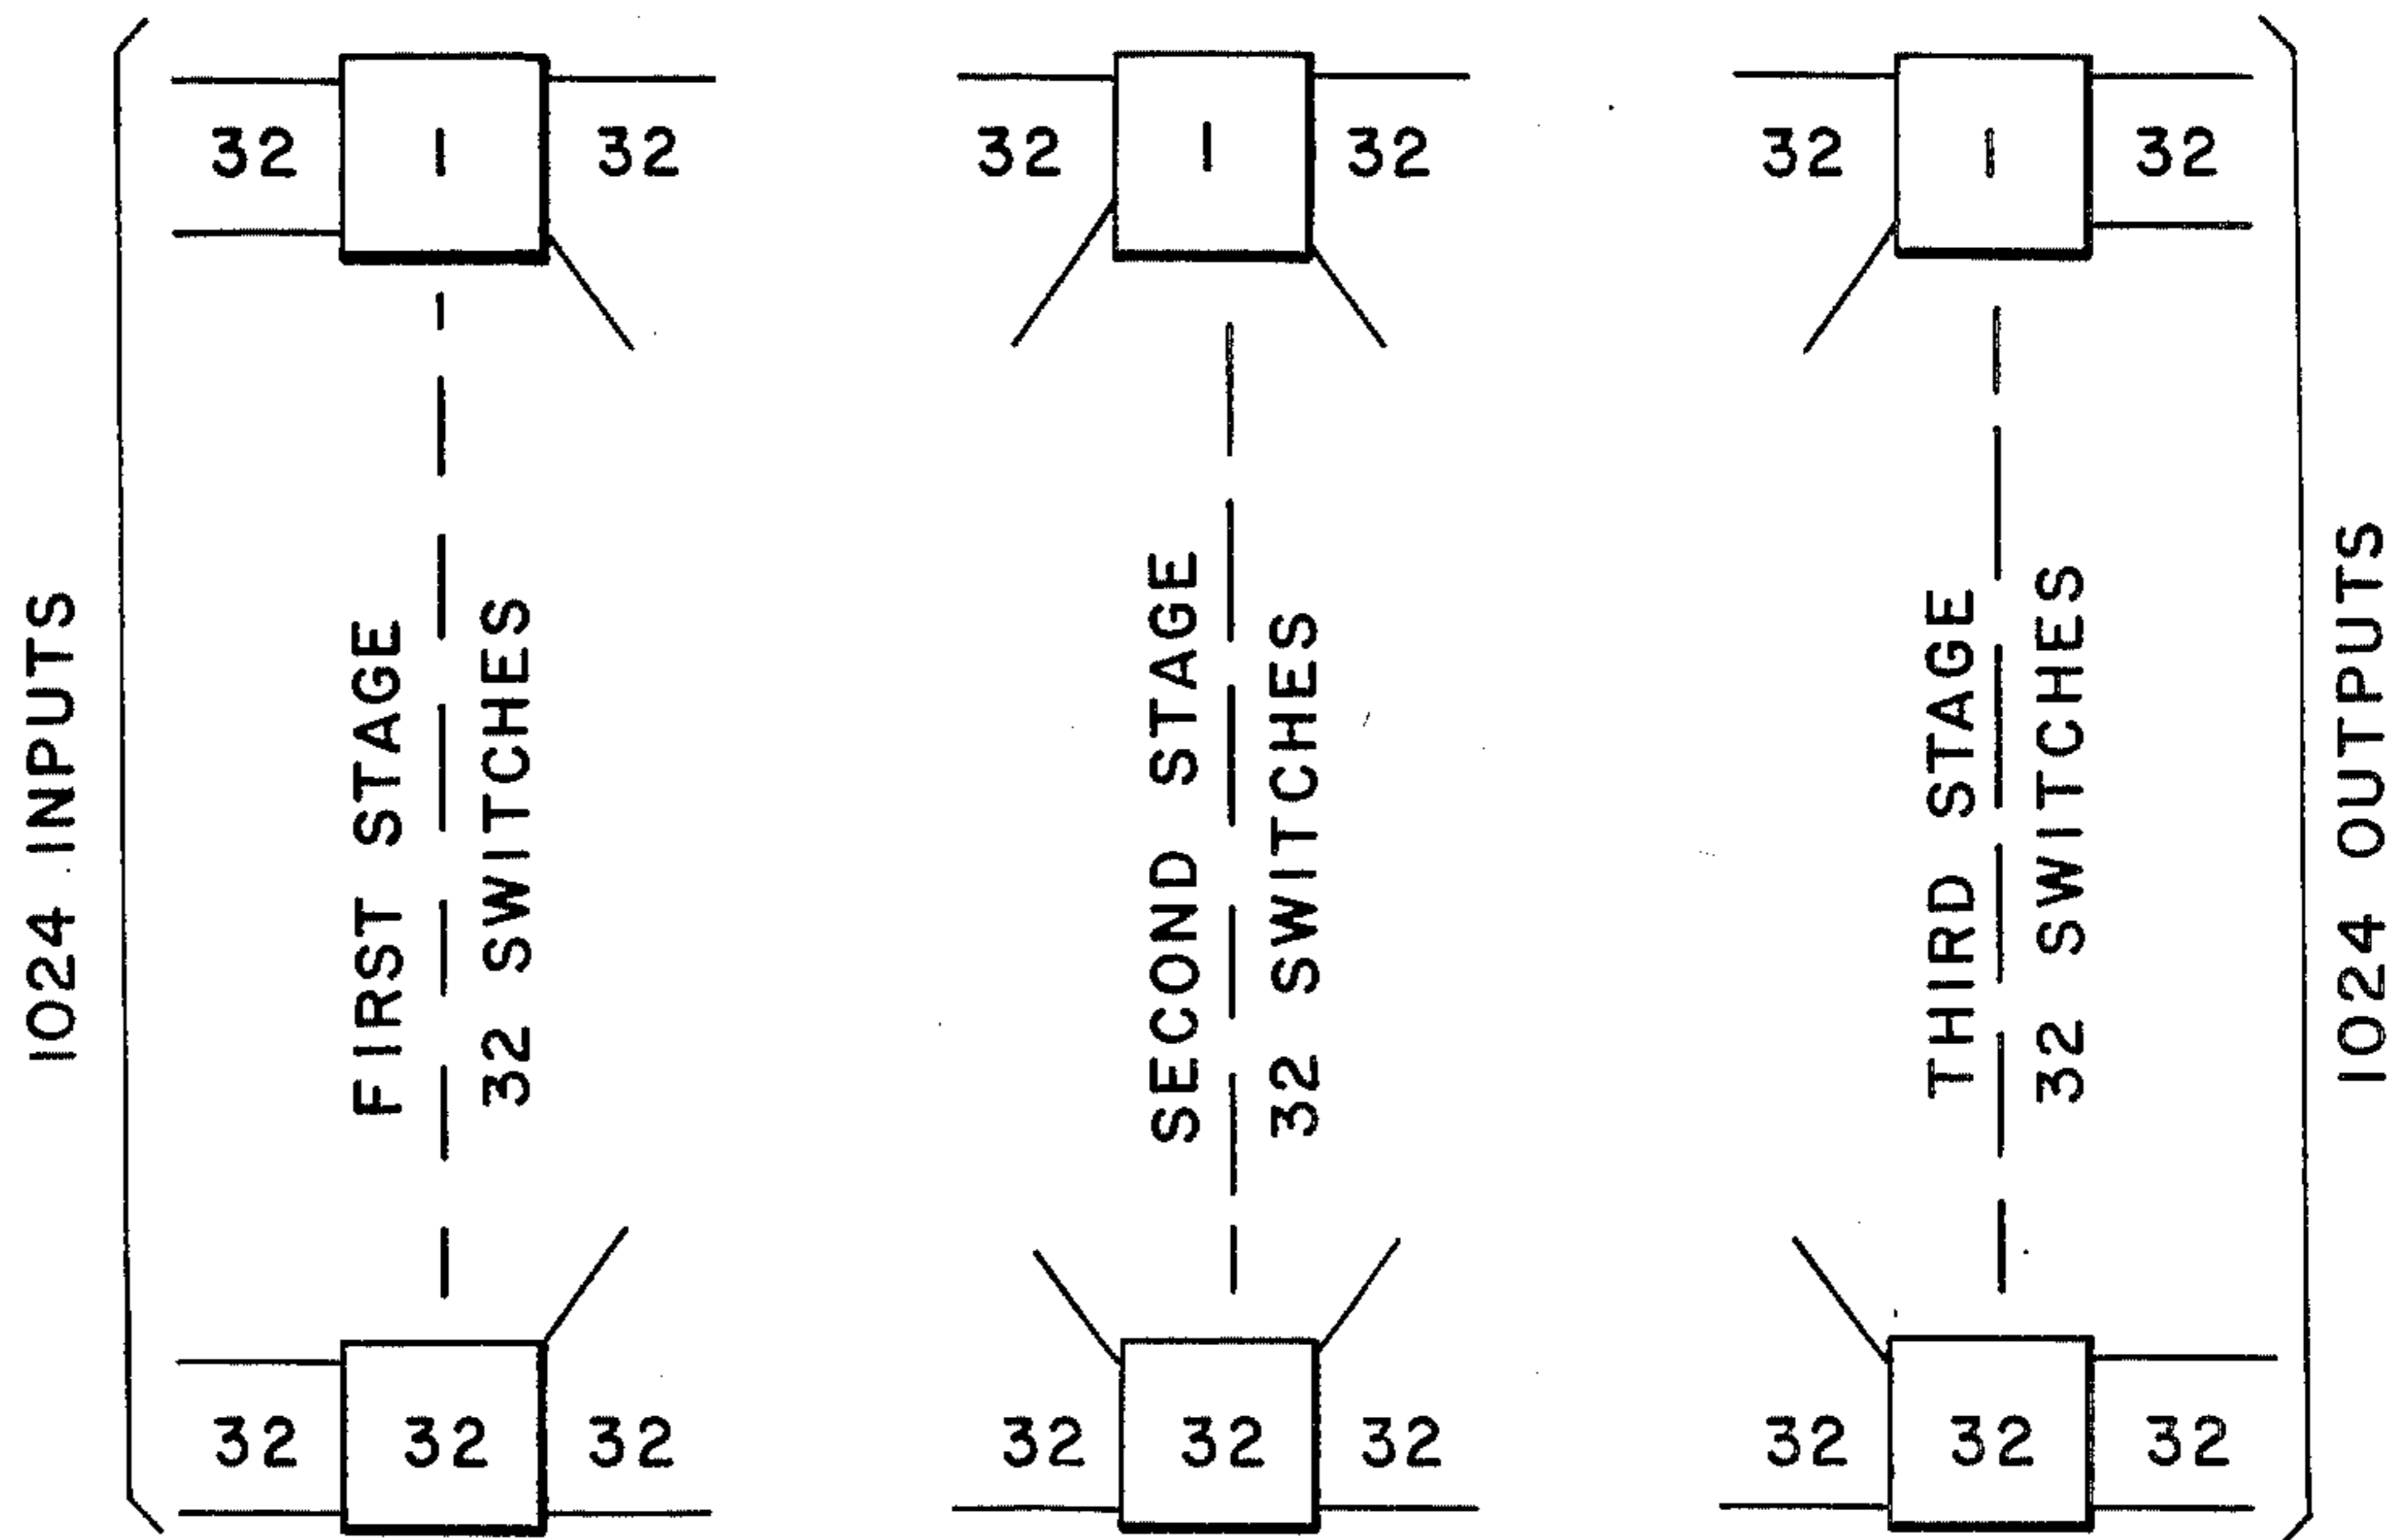 32 1 32
32 1 32
32 1 32
1024 INPUTS
FIRST STAGE
32 SWITCHES
SECOND STAGE
32 SWITCHES
THIRD STAGE
32 SWITCHES
1024 OUTPUTS
32 32 32
32 32 32
32 32 32